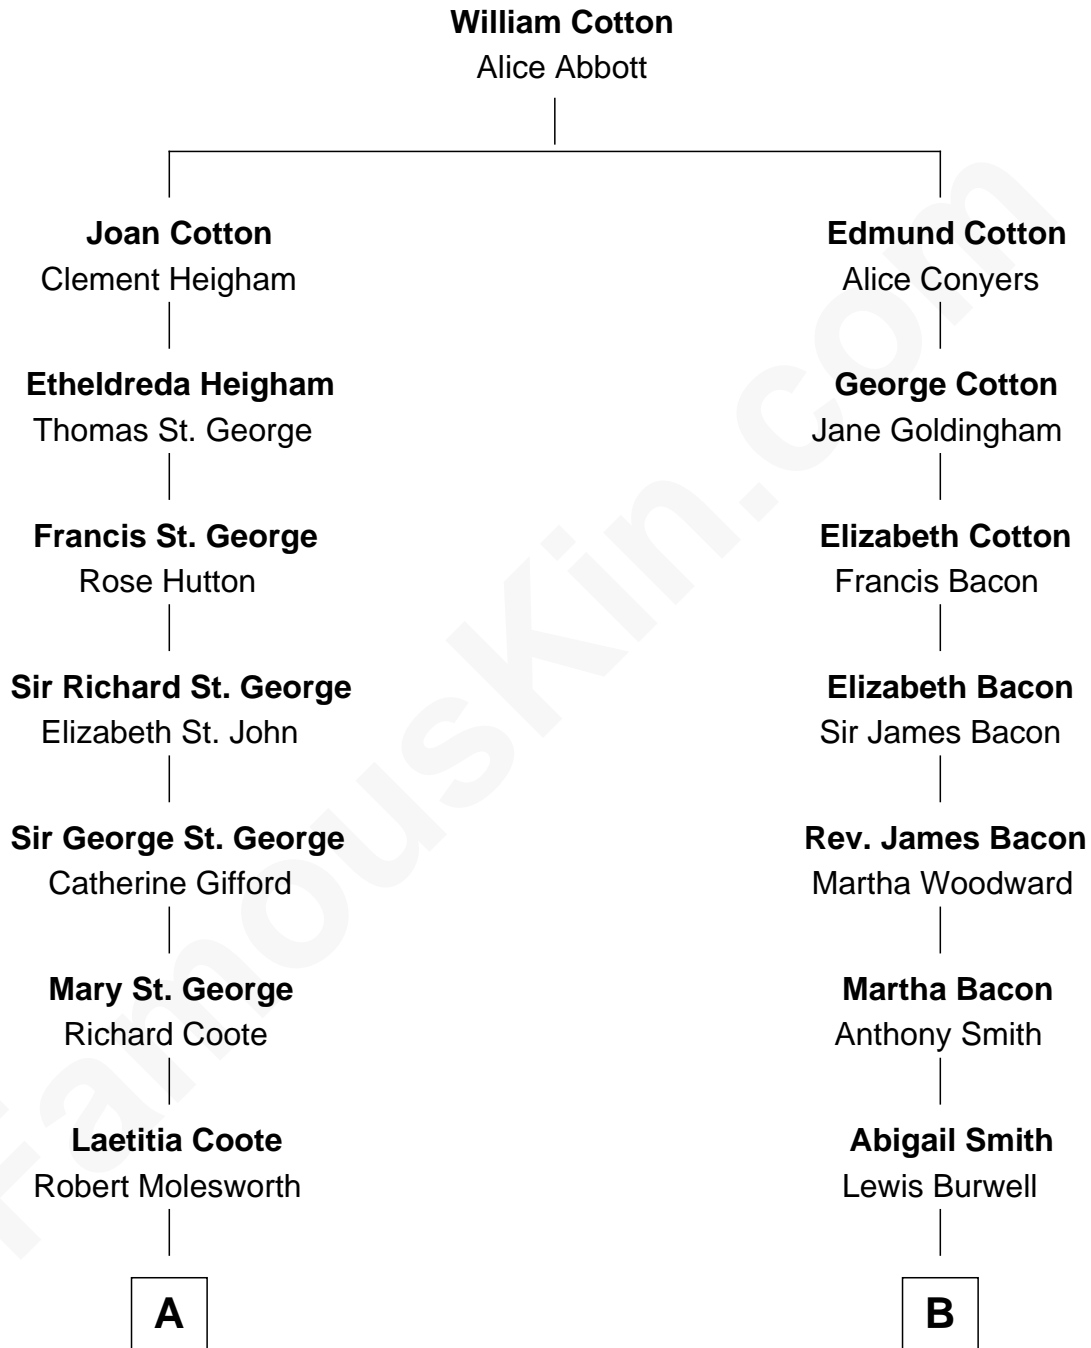 William Cotton
Alice Abbott
Joan Cotton
Clement Heigham
Edmund Cotton
Alice Conyers
Etheldreda Heigham
Thomas St. George
George Cotton
Jane Goldingham
Francis St. George
Rose Hutton
Elizabeth Cotton
Francis Bacon
Sir Richard St. George
Elizabeth St. John
Elizabeth Bacon
Sir James Bacon
Sir George St. George
Catherine Gifford
Rev. James Bacon
Martha Woodward
Mary St. George
Richard Coote
Martha Bacon
Anthony Smith
Laetitia Coote
Robert Molesworth
Abigail Smith
Lewis Burwell
A
B
FamousKin.com